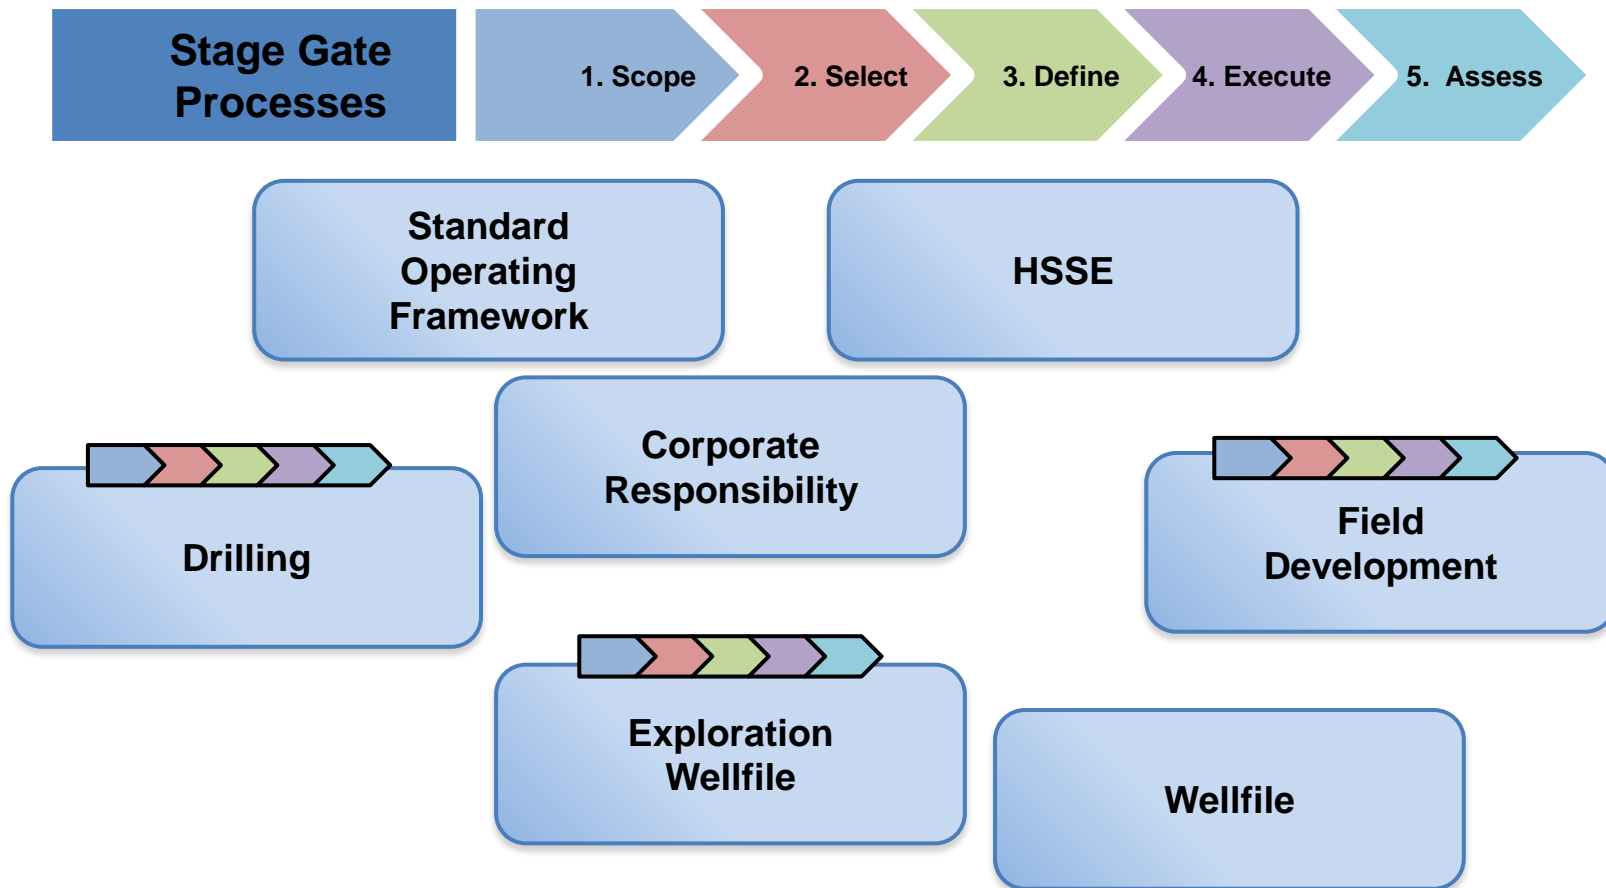 Stage Gate
Processes
1. Scope
2. Select
3. Define
4. Execute
5. Assess
Standard
Operating
Framework
HSSE
Corporate
Responsibility
Drilling
Field
Development
Exploration
Wellfile
Wellfile